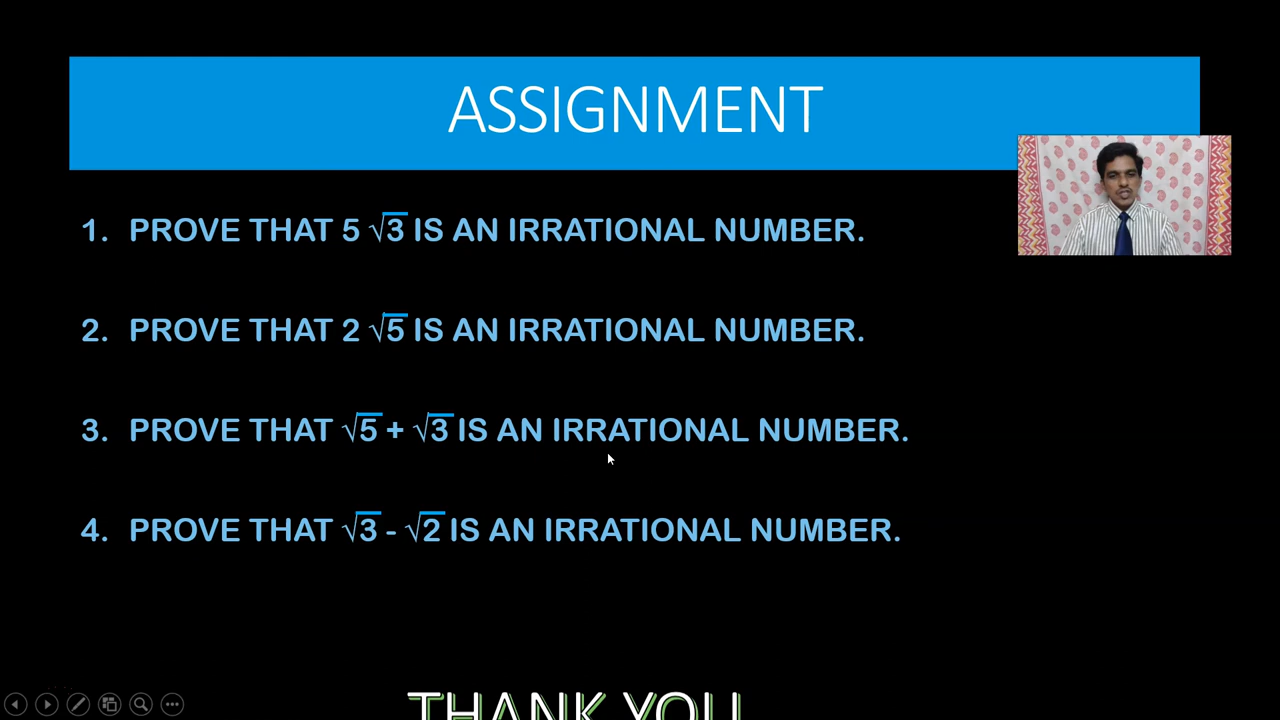 ASSIGNMENT
1. PROVE THAT 5 √3 IS AN IRRATIONAL NUMBER.
2. PROVE THAT 2 √5 IS AN IRRATIONAL NUMBER.
3. PROVE THAT √5 + √3 IS AN IRRATIONAL NUMBER.
4. PROVE THAT √3 - √2 IS AN IRRATIONAL NUMBER.
THANK YOU